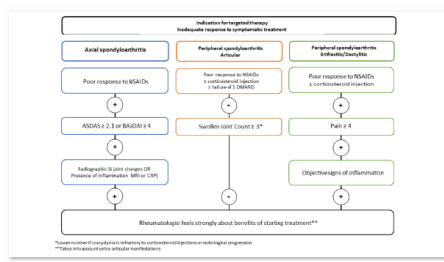 Indication for targeted therapy
Inadequate response to symptomatic treatment
Axial spondyloarthritis
Peripheral spondyloarthritis
Articular
Peripheral spondyloarthritis
Enthesitis/Dactylitis
Poor response to NSAIDs
Poor response to NSAIDs
± corticosteroid injection
± failure of 1 DMARD
Poor response to NSAIDs
± corticosteroid injection
+
+
+
ASDAS ≥ 2.1 or BASDAI ≥ 4
Swollen Joint Count ≥ 3*
Pain ≥ 4
+
+
+
Radiographic SI joint changes OR
Presence of inflammation MRI or CRP)
Objective signs of inflammation
+
+
Rheumatologist feels strongly about benefits of starting treatment**
*Lower number if oligoarthritis is refractory to corticosteroid injections or radiological progression
**Takes into account extra-articular manifestations